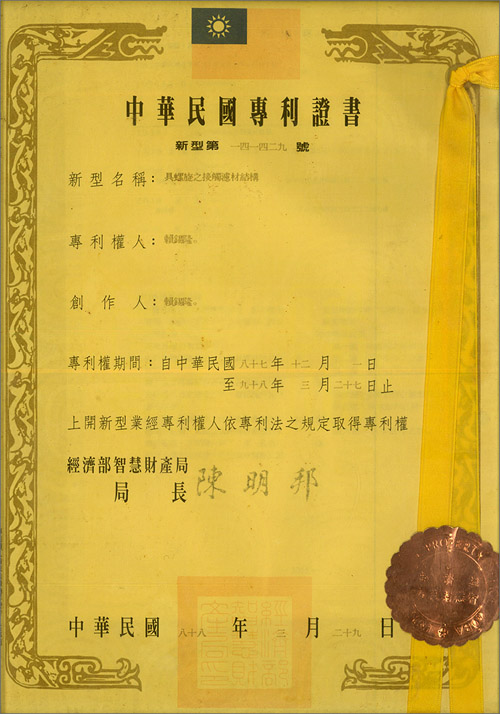 中華民國專利證書
新型第 一四一四二九 號
新型名稱：具螺旋之接觸濾材結構
專利權人：賴
創作人：賴
專利權期間：自中華民國八十七年十二月一日
至九十八年三月二十七日止
上開新型業經專利權人依專利法之規定取得專利權
經濟部智慧財產局
局長 陳明邦
中華民國八十八年三月二十九日
PROPERTY